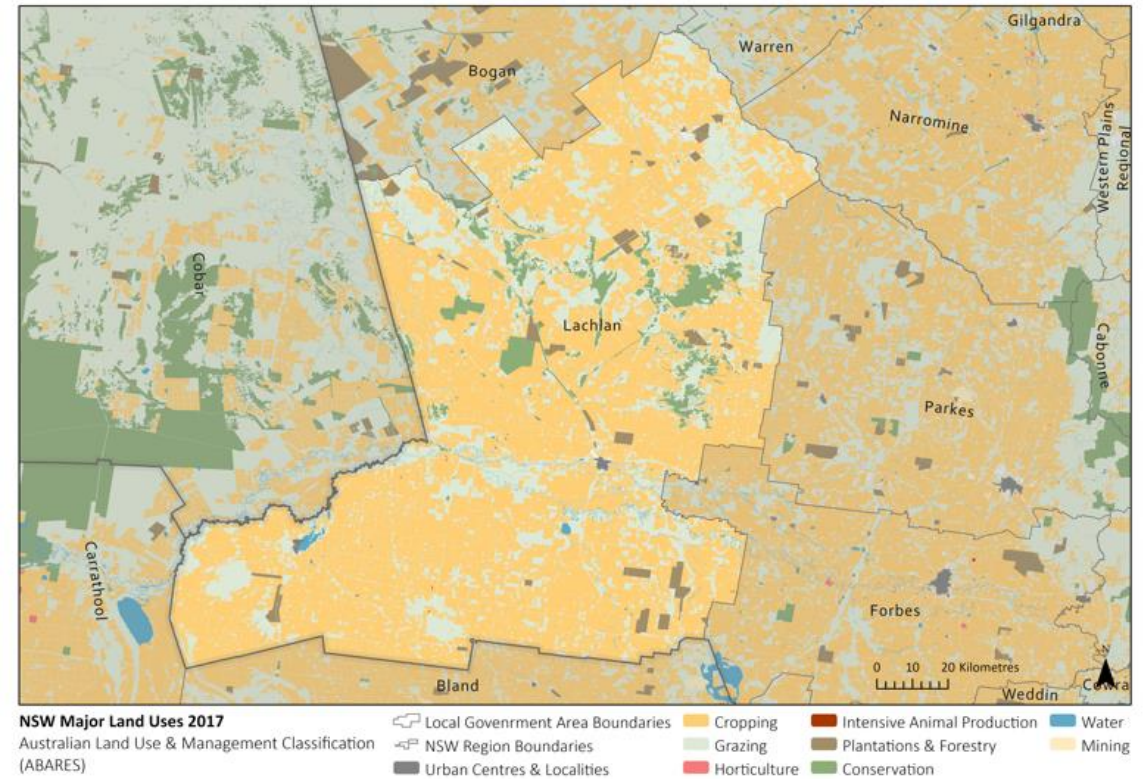 Gilgandra
Warren
Bogan
Narromine
Western Plains
Regional
Cobar
Lachlan
Cabonne
Parkes
Carrathool
Forbes
0 10 20 Kilometres
N
Bland
Weddin
Cowra
NSW Major Land Uses 2017
Australian Land Use & Management Classification
(ABARES)
Local Govenrment Area Boundaries
NSW Region Boundaries
Urban Centres & Localities
Cropping
Grazing
Horticulture
Intensive Animal Production
Plantations & Forestry
Conservation
Water
Mining